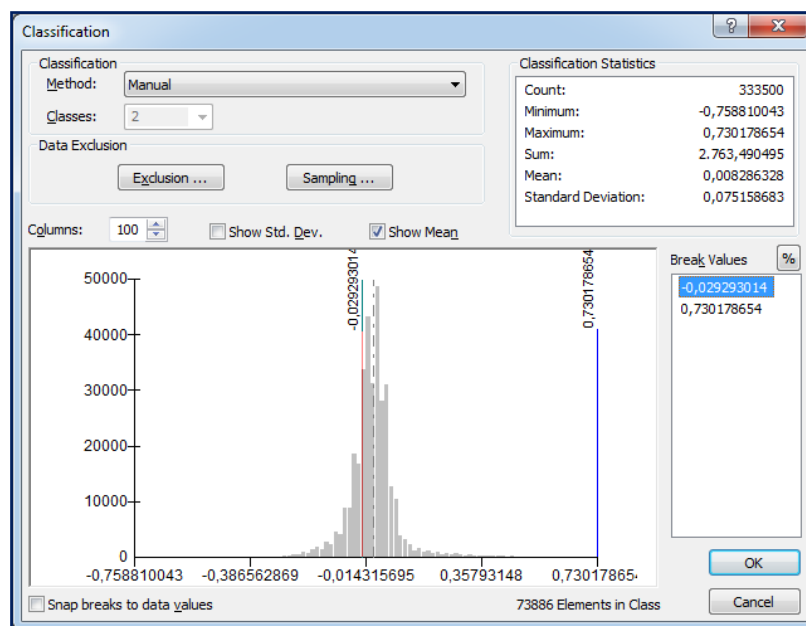 Classification
Classification
Method: Manual
Classes: 2
Data Exclusion
Exclusion ... Sampling ...
Classification Statistics
Count: 333500
Minimum: -0,758810043
Maximum: 0,730178654
Sum: 2.763,490495
Mean: 0,008286328
Standard Deviation: 0,075158683
Columns: 100 Show Std. Dev. Show Mean
Break Values %
-0,029293014
0,730178654
-0,029293014
0,730178654
50000
40000
30000
20000
10000
0
-0,758810043 -0,386562869 -0,014315695 0,35793148 0,730178654
OK
Snap breaks to data values 73886 Elements in Class Cancel